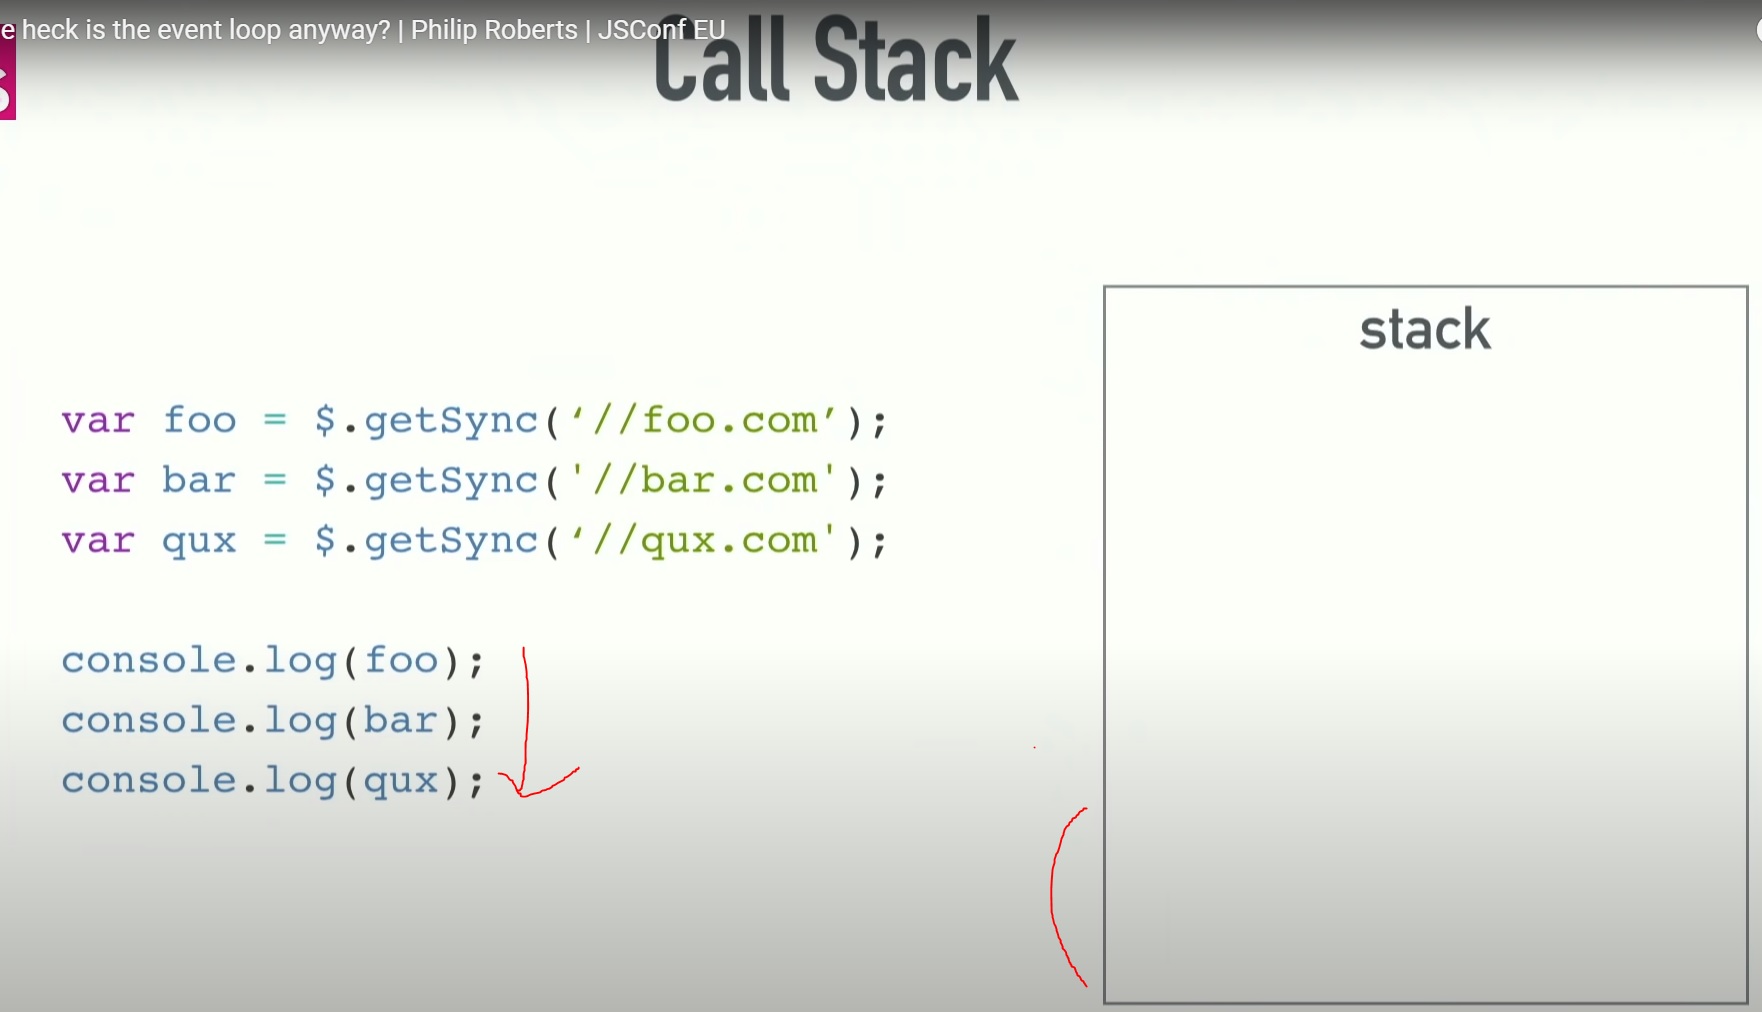 e heck is the event loop anyway? | Philip Roberts | JSConf EU
Call Stack
stack
var foo = $.getSync(‘//foo.com’);
var bar = $.getSync('//bar.com');
var qux = $.getSync(‘//qux.com');
console.log(foo);
console.log(bar);
console.log(qux);